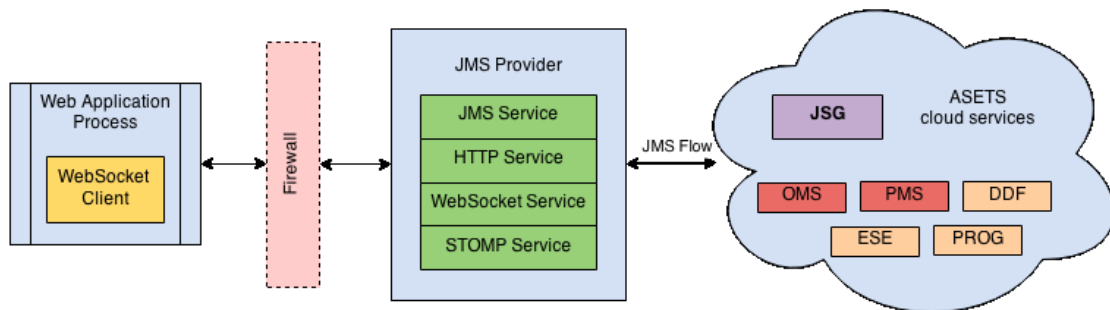 Web Application
Process
WebSocket
Client
Firewall
JMS Provider
JMS Service
HTTP Service
WebSocket Service
STOMP Service
JMS Flow
ASETS
cloud services
JSG
OMS
PMS
DDF
ESE
PROG